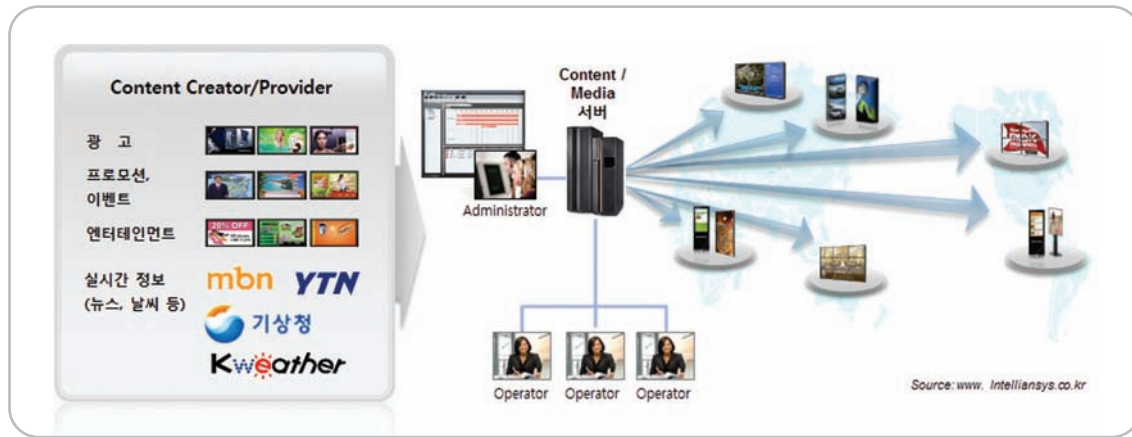 Content Creator/Provider
광 고
프로모션,
이벤트
엔터테인먼트
20% OFF
실시간 정보
(뉴스, 날씨 등)
mbn YTN
기상청
Kweather
Administrator
Content /
Media
서버
Operator Operator Operator
Source: www. Intelliansys.co.kr